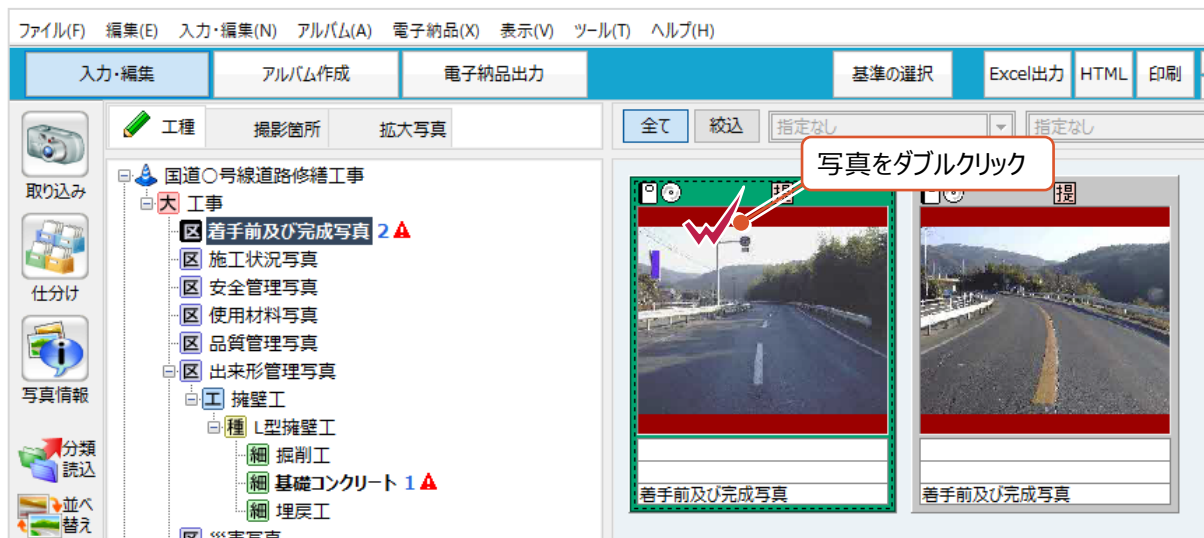 ファイル(F) 編集(E) 入力・編集(N) アルバム(A) 電子納品(X) 表示(V) ツール(T) ヘルプ(H)
入力・編集 アルバム作成 電子納品出力 基準の選択 Excel出力 HTML 印刷
工種 撮影箇所 拡大写真 全て 絞込 指定なし 指定なし
写真をダブルクリック
取り込み
仕分け
写真情報
分類
読込
並べ
替え
国道○号線道路修繕工事
大 工事
区 着手前及び完成写真 2
区 施工状況写真
区 安全管理写真
区 使用材料写真
区 品質管理写真
区 出来形管理写真
工 擁壁工
種 L型擁壁工
細 掘削工
細 基礎コンクリート 1
細 埋戻工
区 災害写真
提 提
着手前及び完成写真 着手前及び完成写真